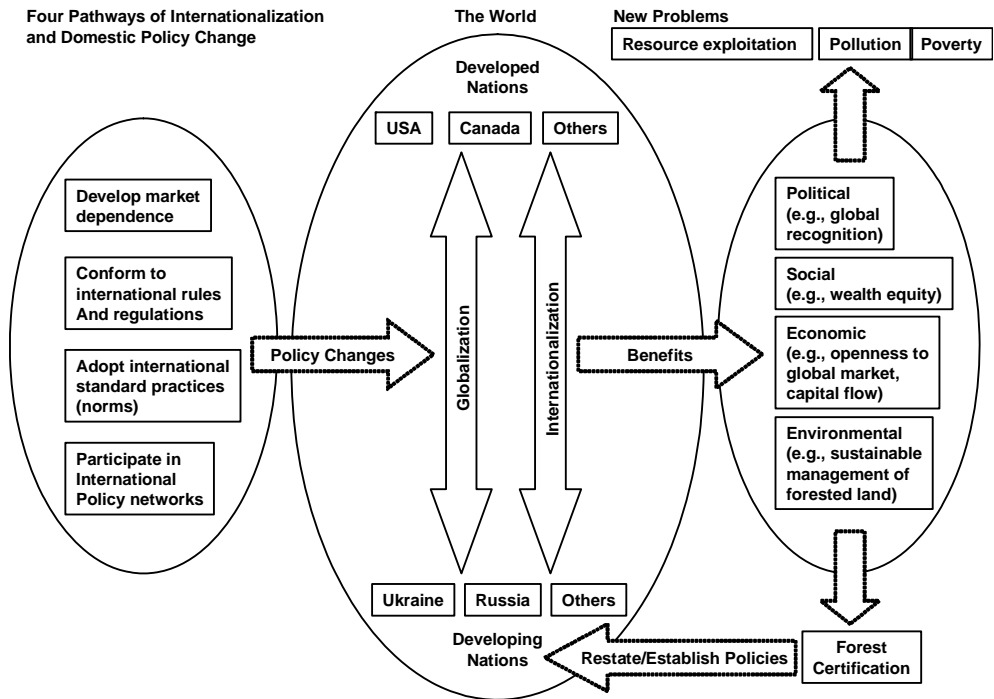 Four Pathways of Internationalization
and Domestic Policy Change
Develop market
dependence
Conform to
international rules
And regulations
Adopt international
standard practices
(norms)
Participate in
International
Policy networks
Policy Changes
The World
Developed
Nations
USA
Canada
Others
Globalization
Internationalization
Ukraine
Russia
Others
Developing
Nations
Benefits
New Problems
Resource exploitation
Pollution
Poverty
Political
(e.g., global
recognition)
Social
(e.g., wealth equity)
Economic
(e.g., openness to
global market,
capital flow)
Environmental
(e.g., sustainable
management of
forested land)
Forest
Certification
Restate/Establish Policies